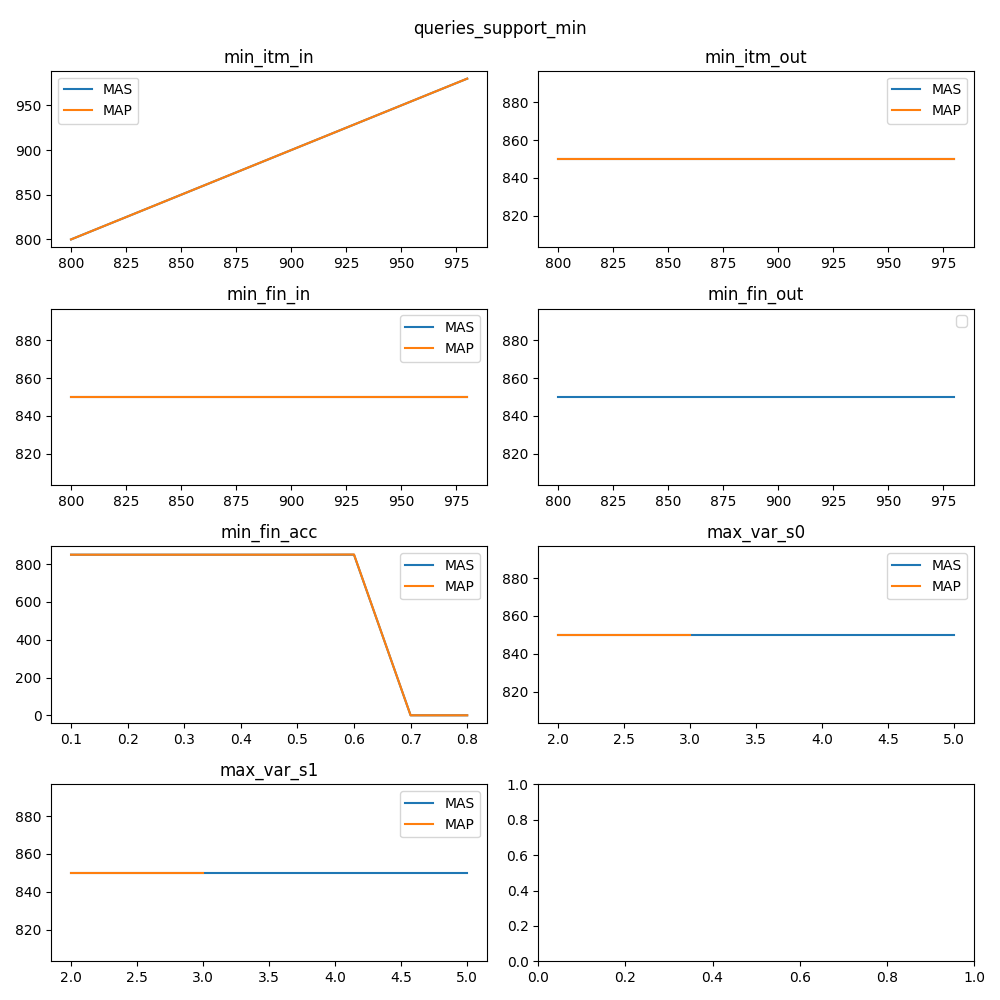 queries_support_min
min_itm_in
MAS
MAP
950
900
850
800
800 825 850 875 900 925 950 975
min_itm_out
MAS
MAP
880
860
840
820
800 825 850 875 900 925 950 975
min_fin_in
MAS
MAP
880
860
840
820
800 825 850 875 900 925 950 975
min_fin_out
880
860
840
820
800 825 850 875 900 925 950 975
min_fin_acc
MAS
MAP
800
600
400
200
0
0.1 0.2 0.3 0.4 0.5 0.6 0.7 0.8
max_var_s0
MAS
MAP
880
860
840
820
2.0 2.5 3.0 3.5 4.0 4.5 5.0
max_var_s1
MAS
MAP
880
860
840
820
2.0 2.5 3.0 3.5 4.0 4.5 5.0
1.0
0.8
0.6
0.4
0.2
0.0
0.0 0.2 0.4 0.6 0.8 1.0